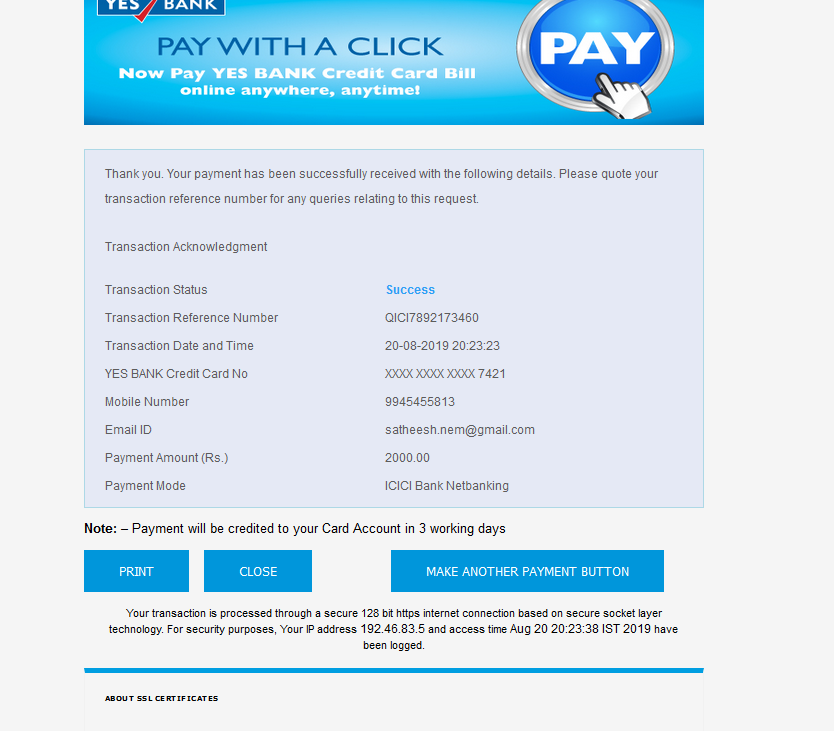 YES BANK
PAY WITH A CLICK
Now Pay YES BANK Credit Card Bill
online anywhere, anytime!
PAY
Thank you. Your payment has been successfully received with the following details. Please quote your
transaction reference number for any queries relating to this request.
Transaction Acknowledgment
Transaction Status Success
Transaction Reference Number QICI7892173460
Transaction Date and Time 20-08-2019 20:23:23
YES BANK Credit Card No XXXX XXXX XXXX 7421
Mobile Number 9945455813
Email ID satheesh.nem@gmail.com
Payment Amount (Rs.) 2000.00
Payment Mode ICICI Bank Netbanking
Note: – Payment will be credited to your Card Account in 3 working days
PRINT CLOSE MAKE ANOTHER PAYMENT BUTTON
Your transaction is processed through a secure 128 bit https internet connection based on secure socket layer
technology. For security purposes, Your IP address 192.46.83.5 and access time Aug 20 20:23:38 IST 2019 have
been logged.
ABOUT SSL CERTIFICATES